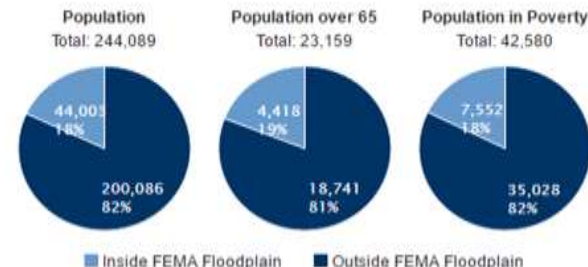 Population
Total: 244,089
44,003
18%
200,086
82%
Population over 65
Total: 23,159
4,418
19%
18,741
81%
Population in Poverty
Total: 42,580
7,552
18%
35,028
82%
Inside FEMA Floodplain
Outside FEMA Floodplain